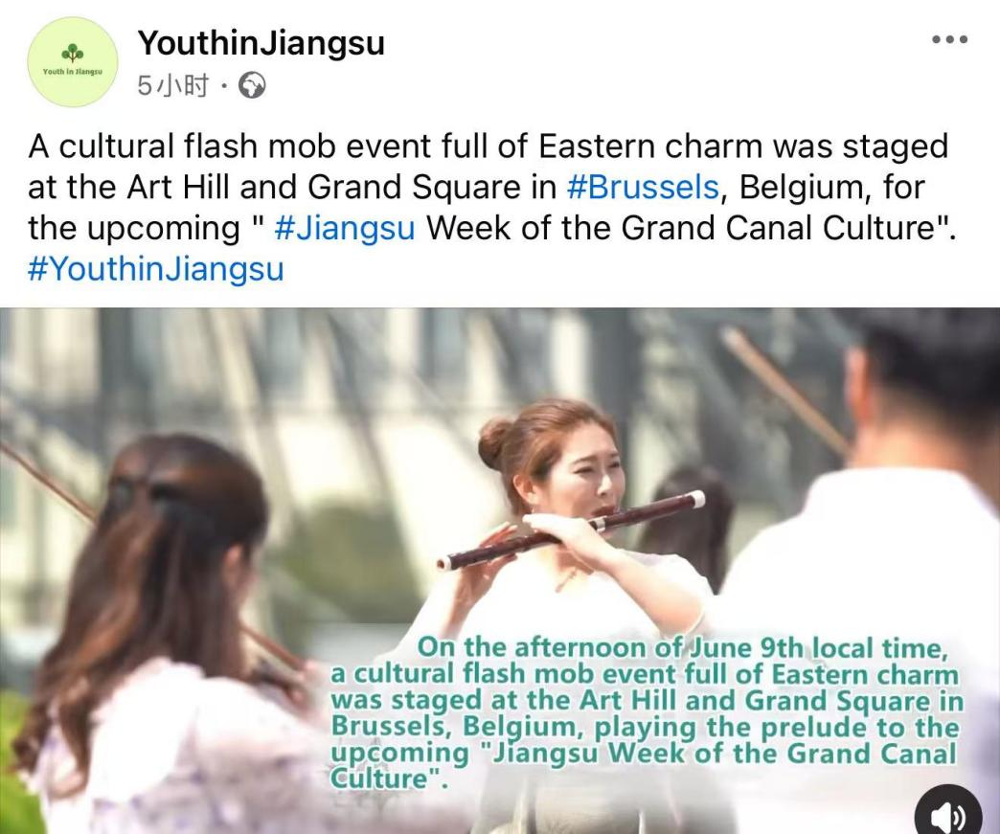 Youth in Jiangsu
YouthinJiangsu
5小时 ·
A cultural flash mob event full of Eastern charm was staged
at the Art Hill and Grand Square in #Brussels, Belgium, for
the upcoming " #Jiangsu Week of the Grand Canal Culture".
#YouthinJiangsu
On the afternoon of June 9th local time,
a cultural flash mob event full of Eastern charm
was staged at the Art Hill and Grand Square in
Brussels, Belgium, playing the prelude to the
upcoming "Jiangsu Week of the Grand Canal
Culture".